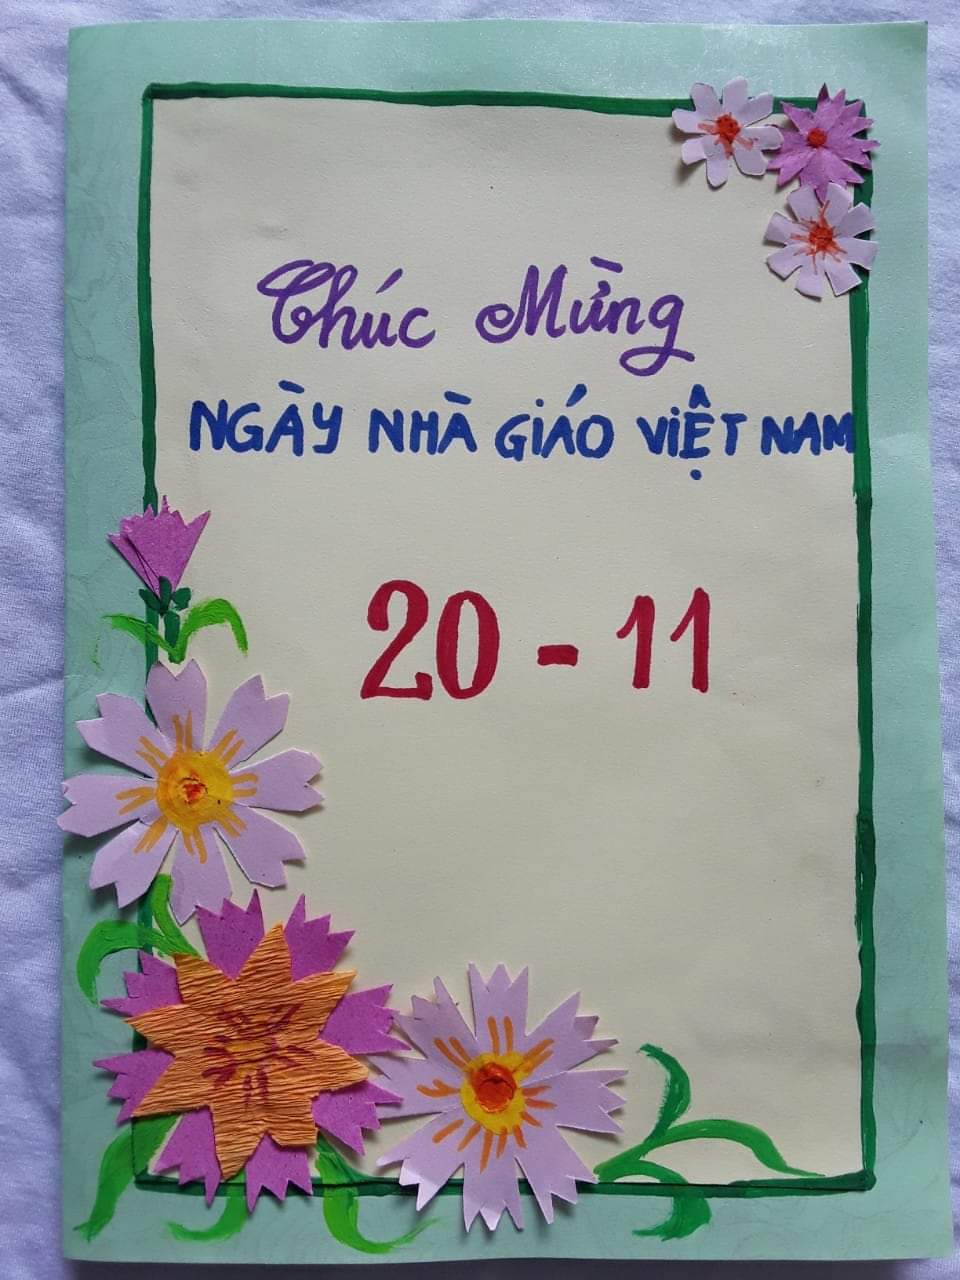 Chúc Mừng
NGÀY NHÀ GIÁO VIỆT NAM
20 - 11